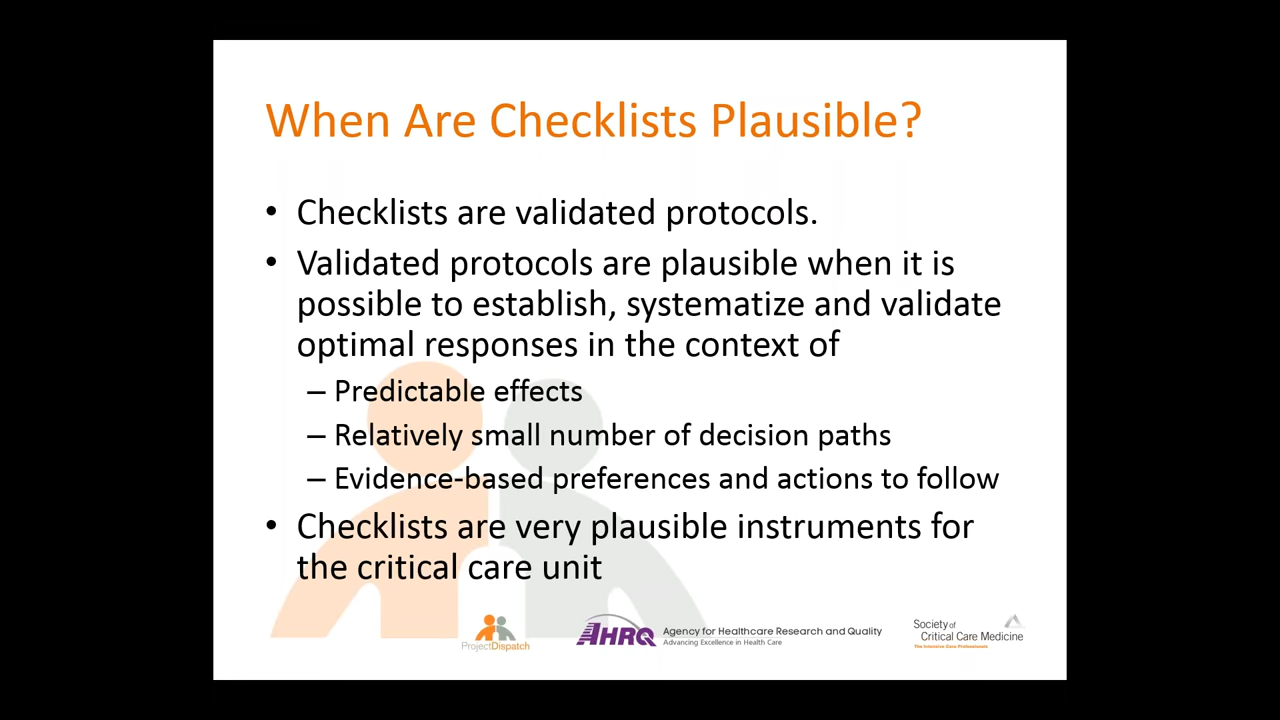 When Are Checklists Plausible?
• Checklists are validated protocols.
• Validated protocols are plausible when it is
possible to establish, systematize and validate
optimal responses in the context of
– Predictable effects
– Relatively small number of decision paths
– Evidence-based preferences and actions to follow
• Checklists are very plausible instruments for
the critical care unit
ProjectDispatch
AHRQ
Agency for Healthcare Research and Quality
Advancing Excellence in Health Care
Society of
Critical Care Medicine
The Intensive Care Professionals